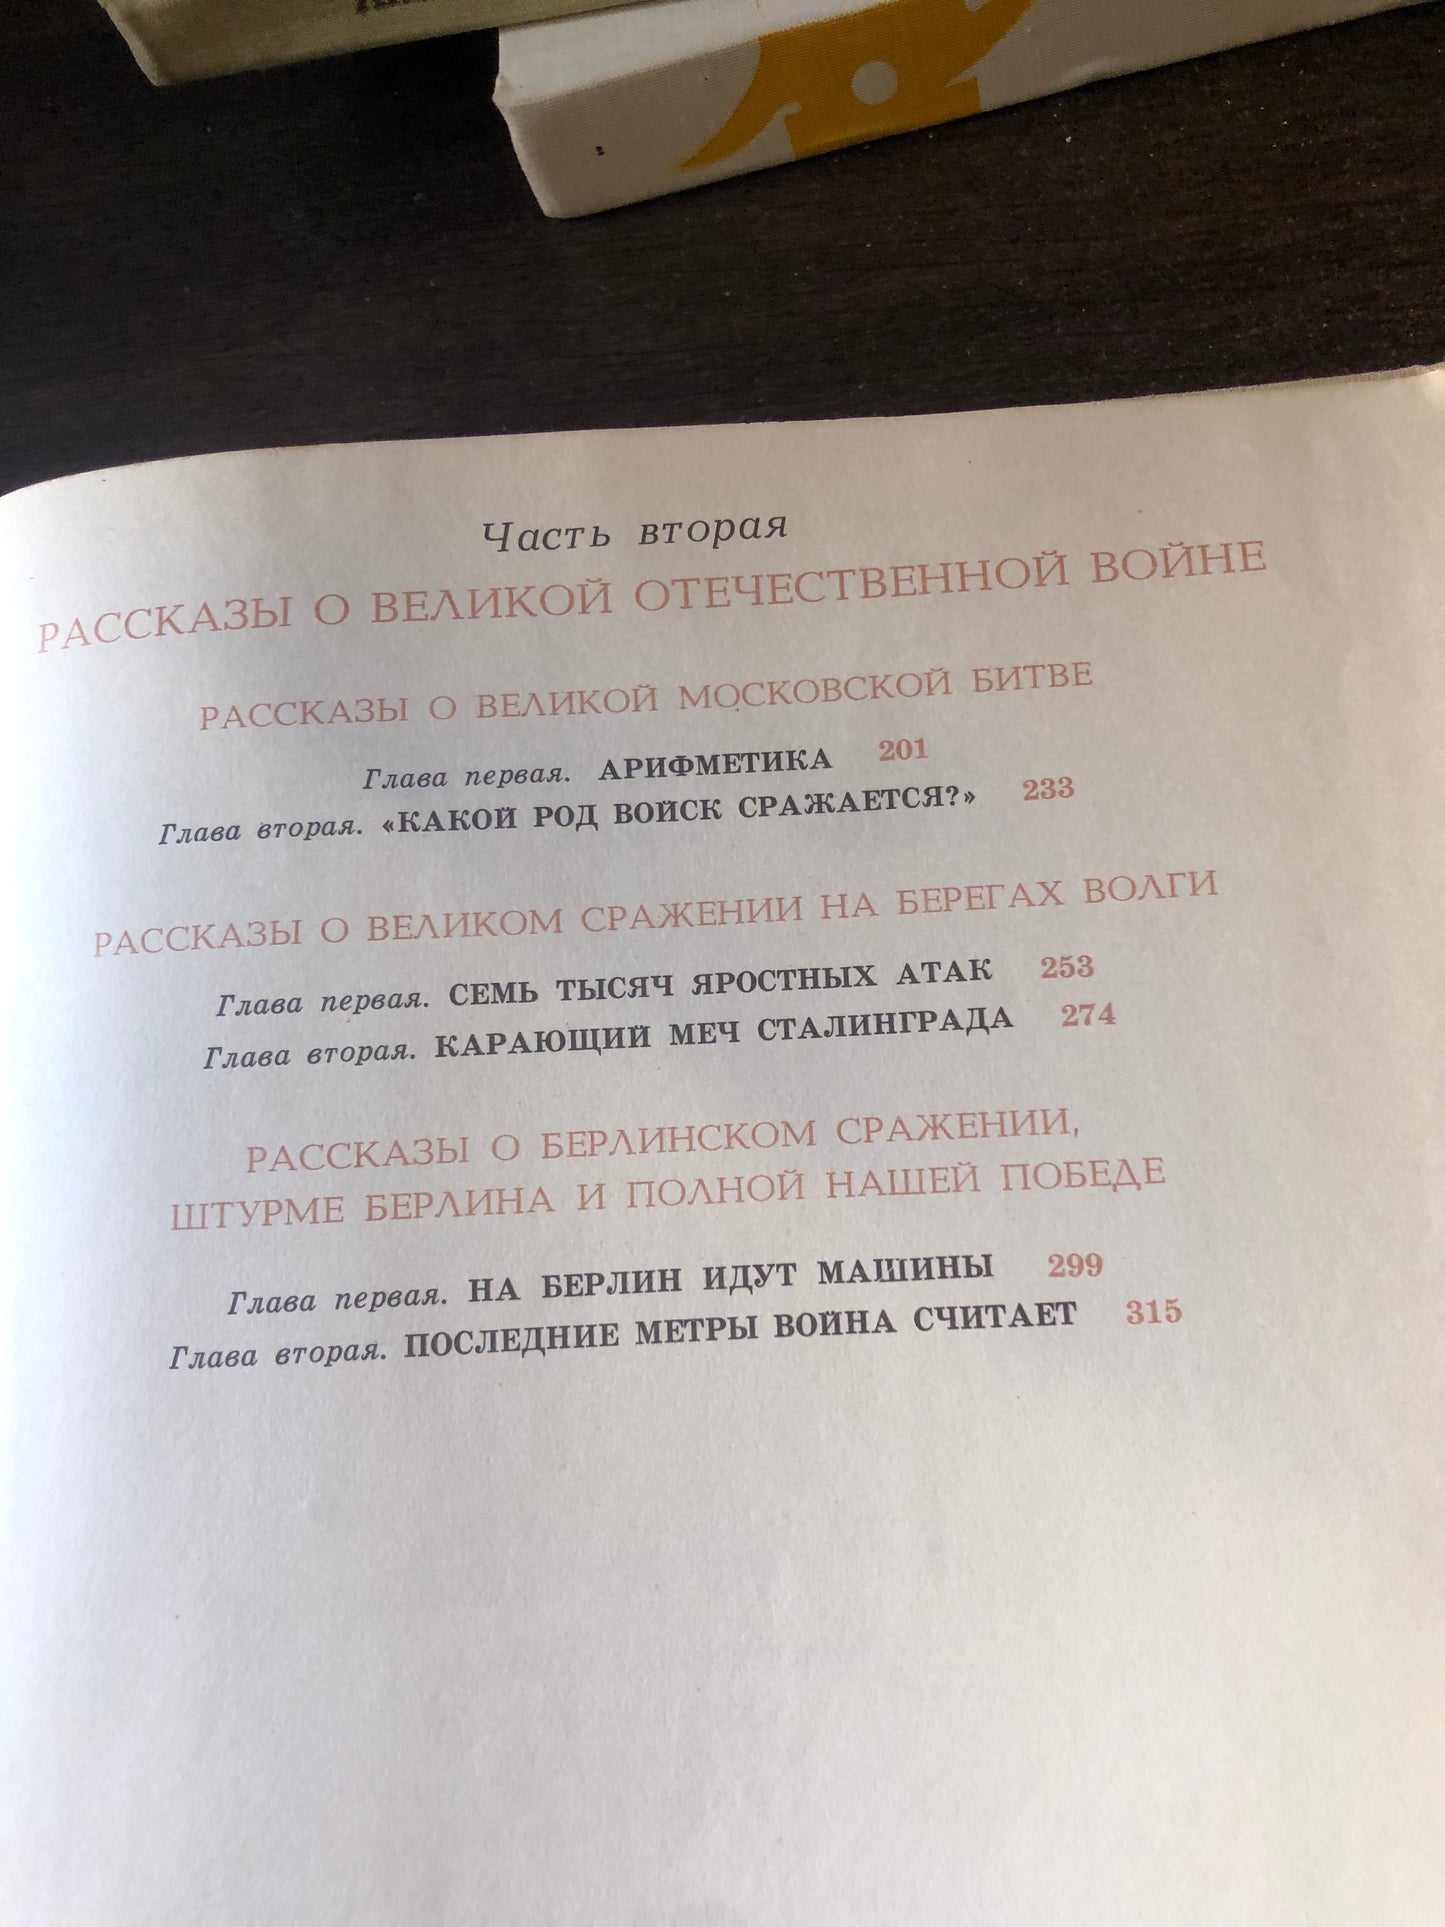 Часть вторая
РАССКАЗЫ О ВЕЛИКОЙ ОТЕЧЕСТВЕННОЙ ВОЙНЕ
РАССКАЗЫ О ВЕЛИКОЙ МОСКОВСКОЙ БИТВЕ
Глава первая. АРИФМЕТИКА 201
Глава вторая. «КАКОЙ РОД ВОЙСК СРАЖАЕТСЯ?» 233
РАССКАЗЫ О ВЕЛИКОМ СРАЖЕНИИ НА БЕРЕГАХ ВОЛГИ
Глава первая. СЕМЬ ТЫСЯЧ ЯРОСТНЫХ АТАК 253
Глава вторая. КАРАЮЩИЙ МЕЧ СТАЛИНГРАДА 274
РАССКАЗЫ О БЕРЛИНСКОМ СРАЖЕНИИ,
ШТУРМЕ БЕРЛИНА И ПОЛНОЙ НАШЕЙ ПОБЕДЕ
Глава первая. НА БЕРЛИН ИДУТ МАШИНЫ 299
Глава вторая. ПОСЛЕДНИЕ МЕТРЫ ВОЙНА СЧИТАЕТ 315